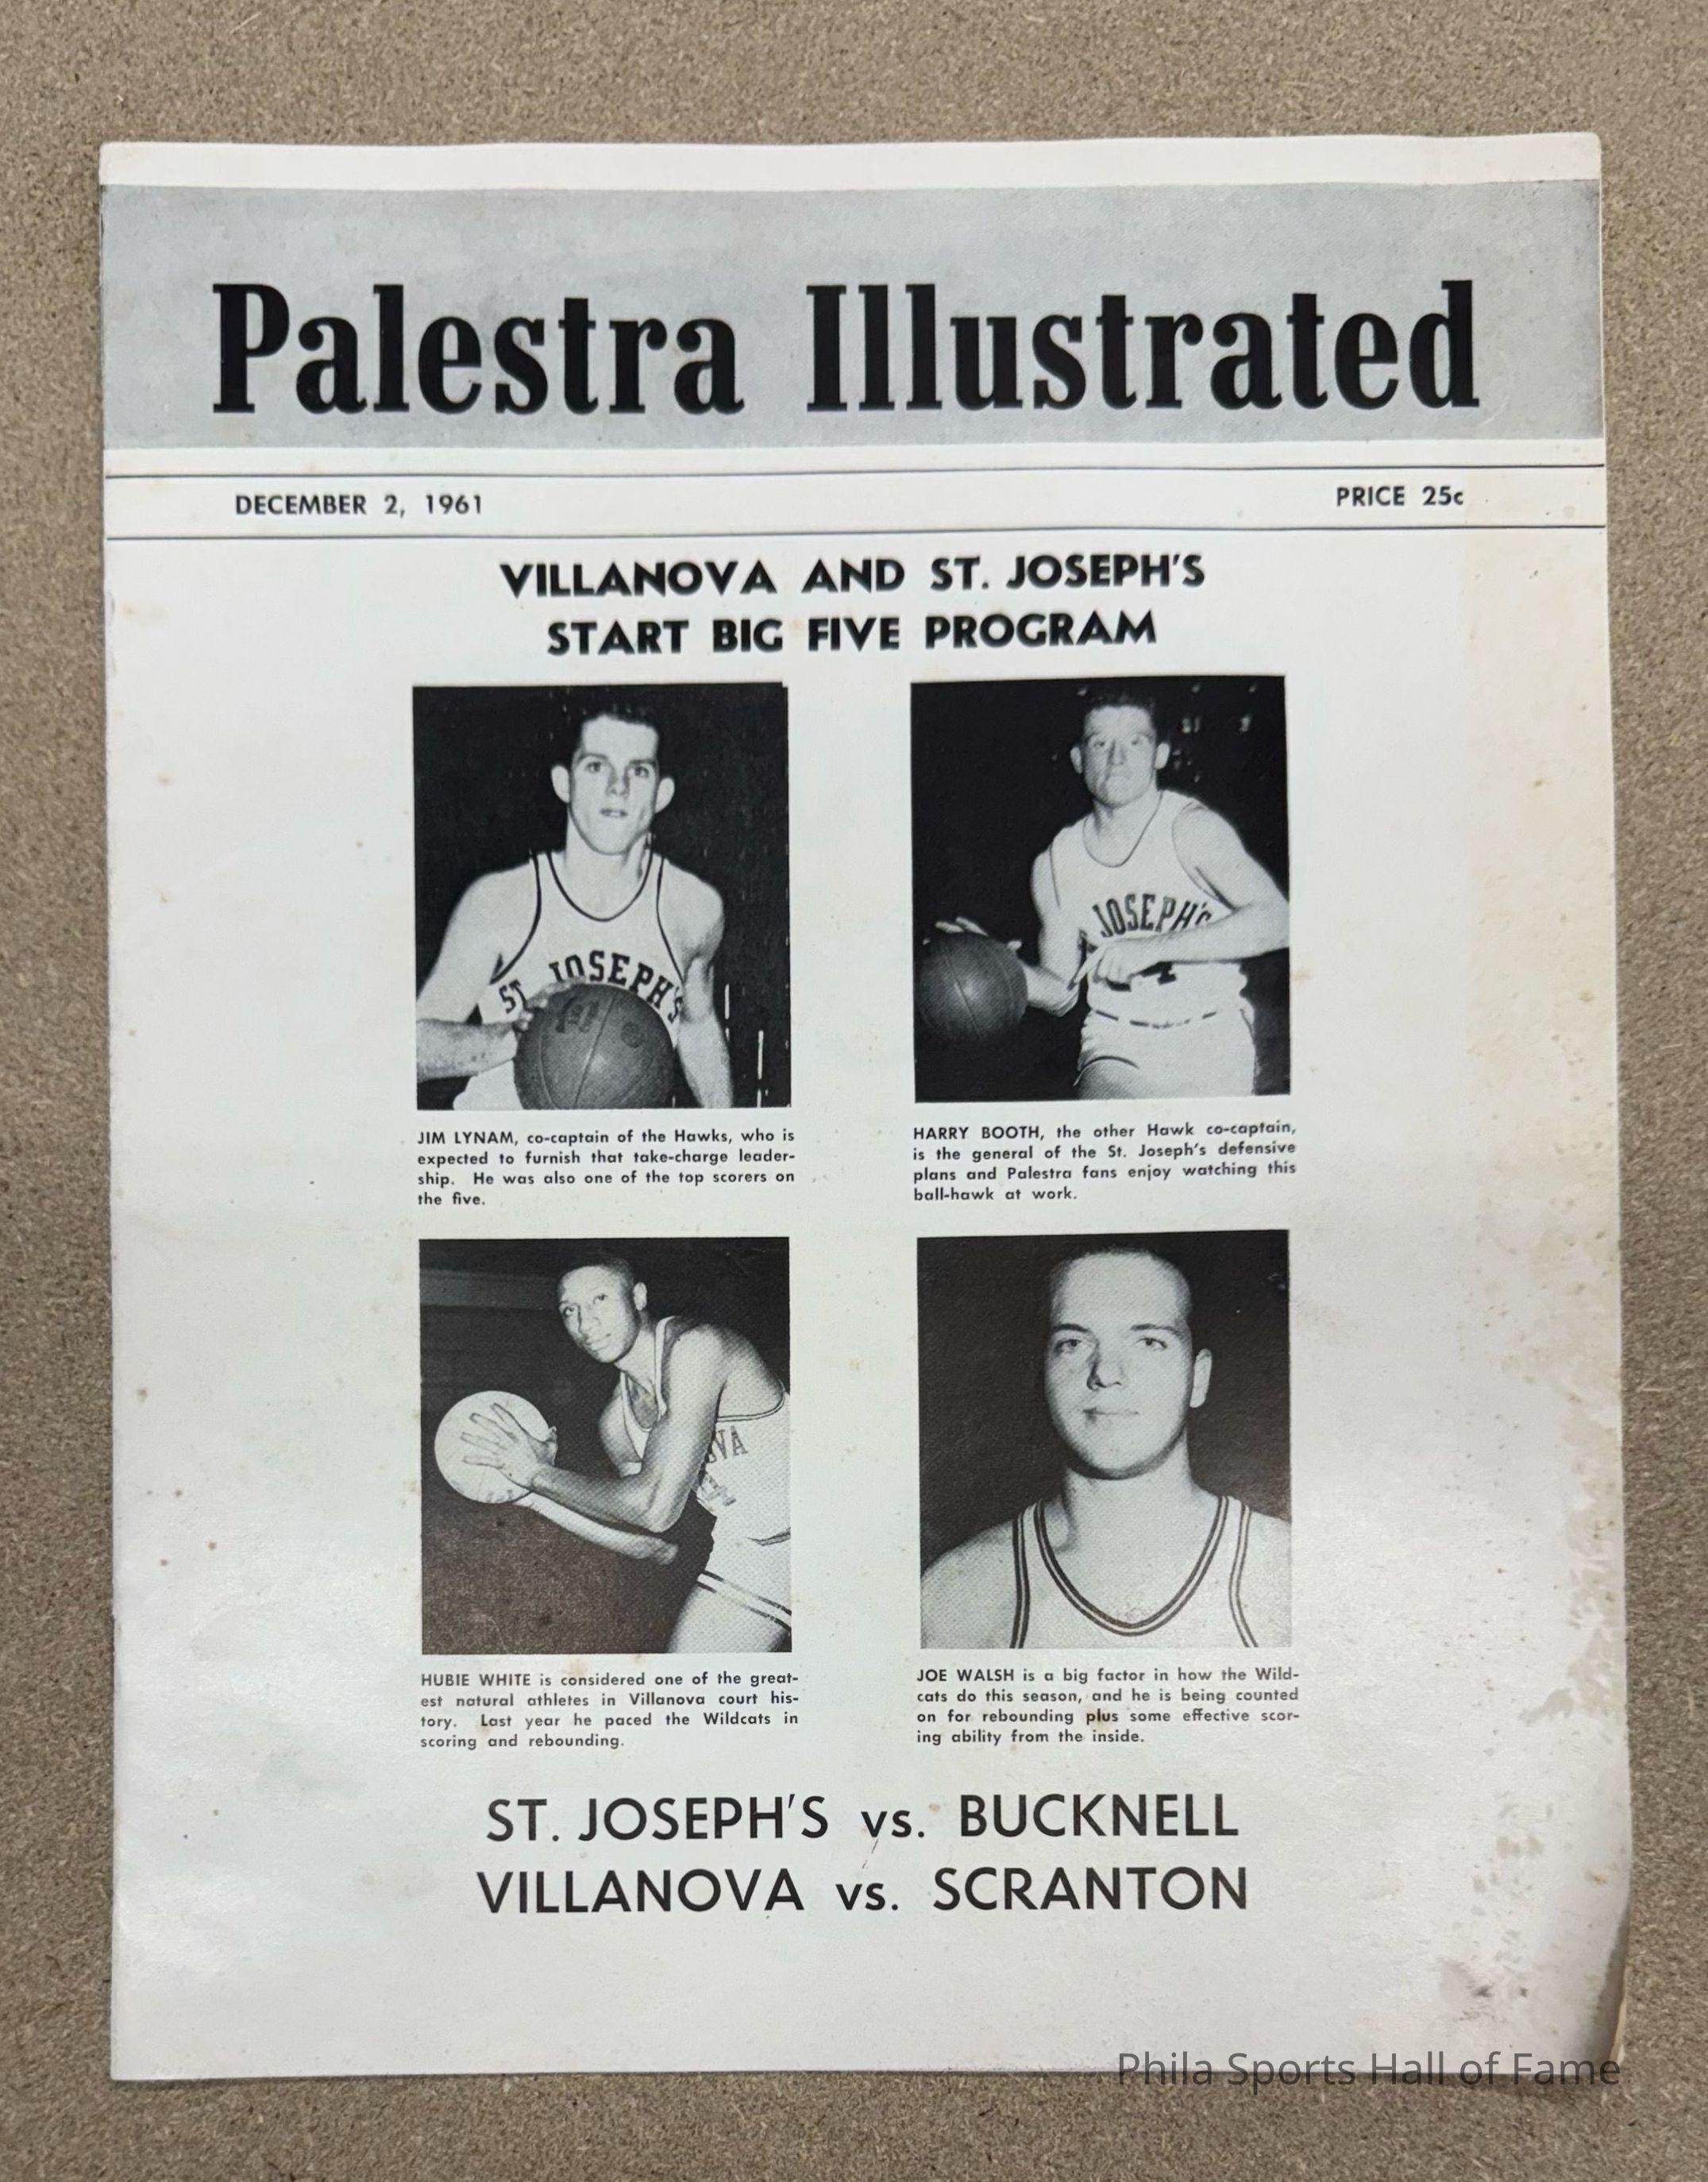 Palestra Illustrated
DECEMBER 2, 1961
PRICE 25c
VILLANOVA AND ST. JOSEPH'S
START BIG FIVE PROGRAM
ST JOSEPH'S
JOSEPH'S
JIM LYNAM, co-captain of the Hawks, who is
expected to furnish that take-charge leader-
ship. He was also one of the top scorers on
the five.
HARRY BOOTH, the other Hawk co-captain,
is the general of the St. Joseph's defensive
plans and Palestra fans enjoy watching this
ball-hawk at work.
OVA
HUBIE WHITE is considered one of the great-
est natural athletes in Villanova court his-
tory. Last year he paced the Wildcats in
scoring and rebounding.
JOE WALSH is a big factor in how the Wild-
cats do this season, and he is being counted
on for rebounding plus some effective scor-
ing ability from the inside.
ST. JOSEPH'S vs. BUCKNELL
VILLANOVA vs. SCRANTON
Phila Sports Hall of Fame